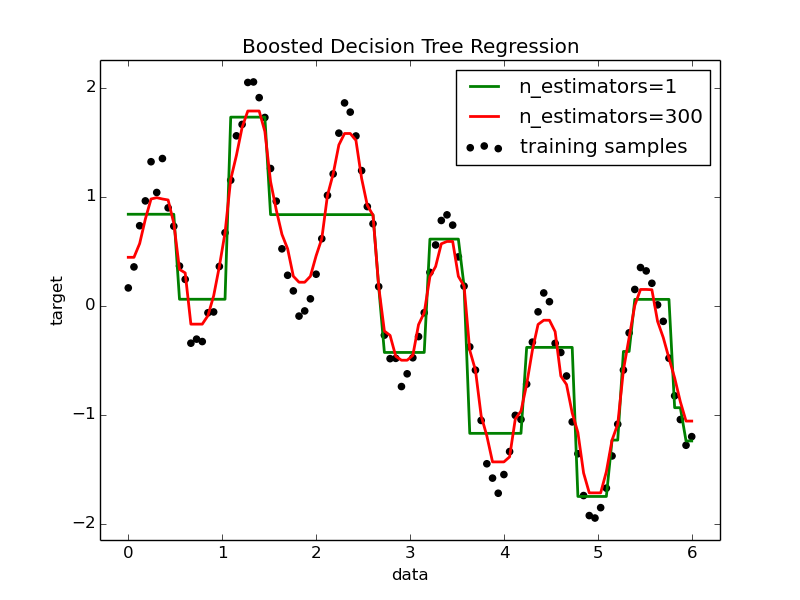 Boosted Decision Tree Regression
n_estimators=1
n_estimators=300
training samples
2
1
0
−1
−2
target
0
1
2
3
4
5
6
data